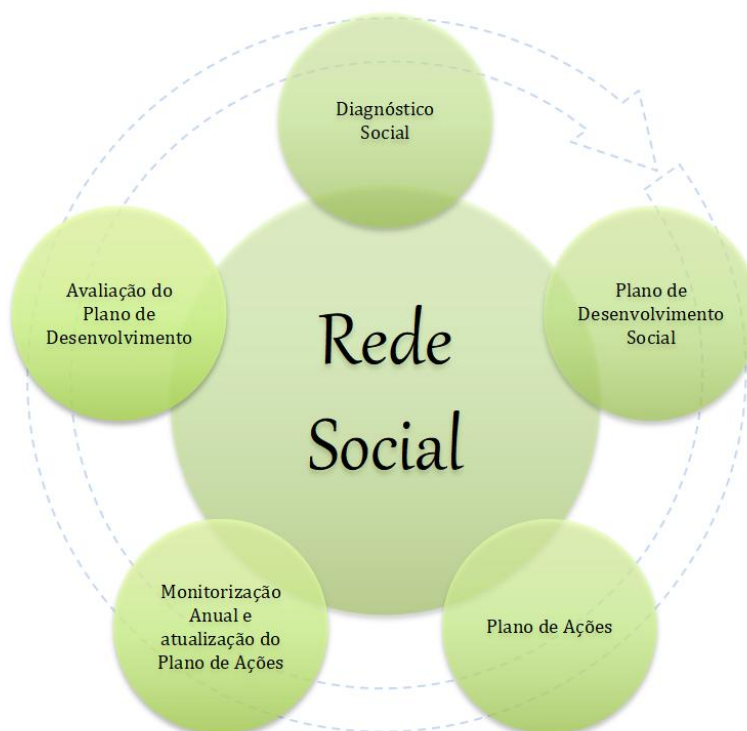 Diagnóstico
Social
Plano de
Desenvolvimento
Social
Plano de Ações
Monitorização
Anual e
atualização do
Plano de Ações
Avaliação do
Plano de
Desenvolvimento
Rede
Social